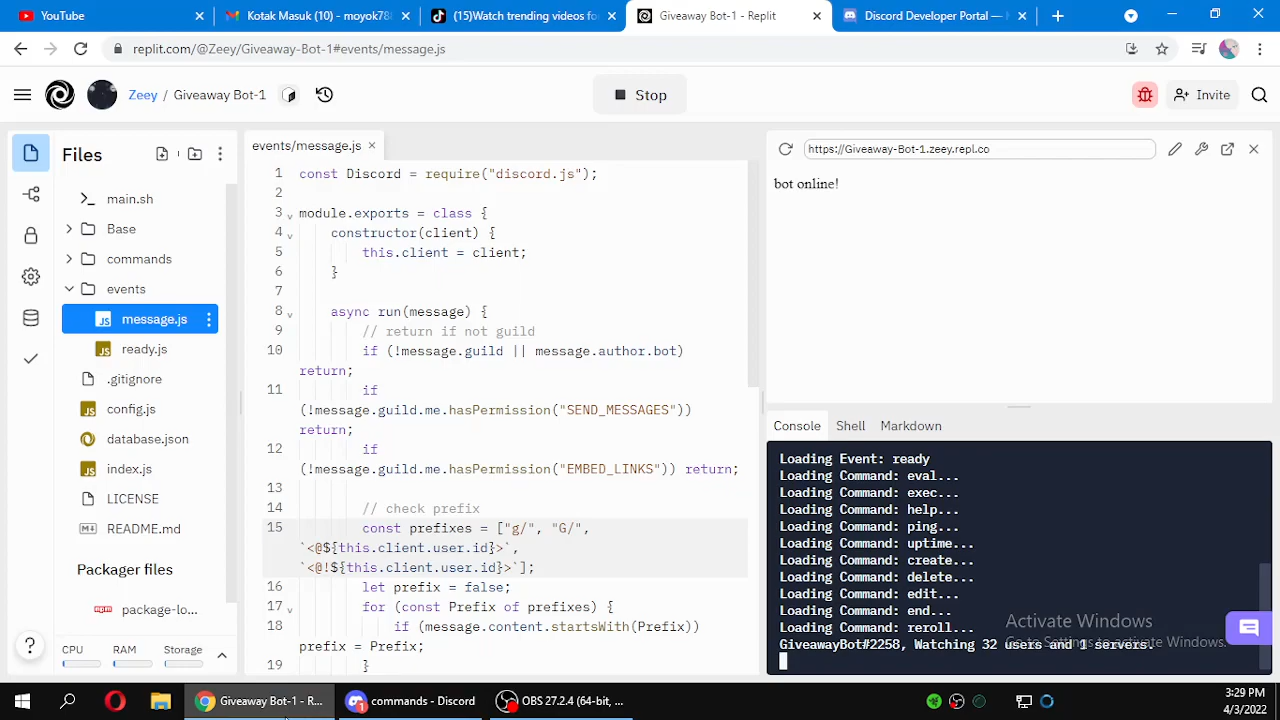 YouTube
Kotak Masuk (10) - moyok78
(15)Watch trending videos fo
Giveaway Bot-1 - Replit
Discord Developer Portal —
replit.com/@Zeey/Giveaway-Bot-1#events/message.js
Zeey / Giveaway Bot-1
Stop
Invite
Files
main.sh
Base
commands
events
message.js
ready.js
.gitignore
config.js
database.json
index.js
LICENSE
README.md
Packager files
package-lo...
CPU
RAM
Storage
events/message.js
1 const Discord = require("discord.js");
2
3 module.exports = class {
4 constructor(client) {
5 this.client = client;
6 }
7
8 async run(message) {
9 // return if not guild
10 if (!message.guild || message.author.bot)
return;
11 if
(!message.guild.me.hasPermission("SEND_MESSAGES"))
return;
12 if
(!message.guild.me.hasPermission("EMBED_LINKS")) return;
13
14 // check prefix
15 const prefixes = ["g/", "G/",
`<@${this.client.user.id}>`,
`<@!${this.client.user.id}>`];
16 let prefix = false;
17 for (const Prefix of prefixes) {
18 if (message.content.startsWith(Prefix))
prefix = Prefix;
19 }
https://Giveaway-Bot-1.zeey.repl.co
bot online!
Console
Shell
Markdown
Loading Event: ready
Loading Command: eval...
Loading Command: exec...
Loading Command: help...
Loading Command: ping...
Loading Command: uptime...
Loading Command: create...
Loading Command: delete...
Loading Command: edit...
Loading Command: end...
Loading Command: reroll...
GiveawayBot#2258, Watching 32 users and 1 servers.
Activate Windows
Go to Settings to activate Windows.
Giveaway Bot-1 - R...
commands - Discord
OBS 27.2.4 (64-bit, ...
3:29 PM
4/3/2022